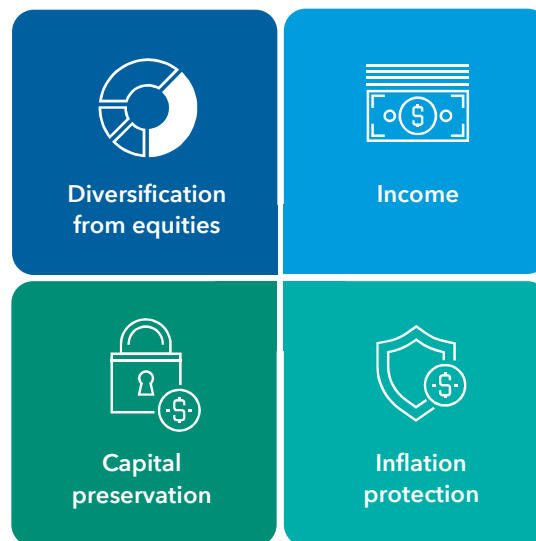 Diversification
from equities
$
Income
$
Capital
preservation
$
Inflation
protection